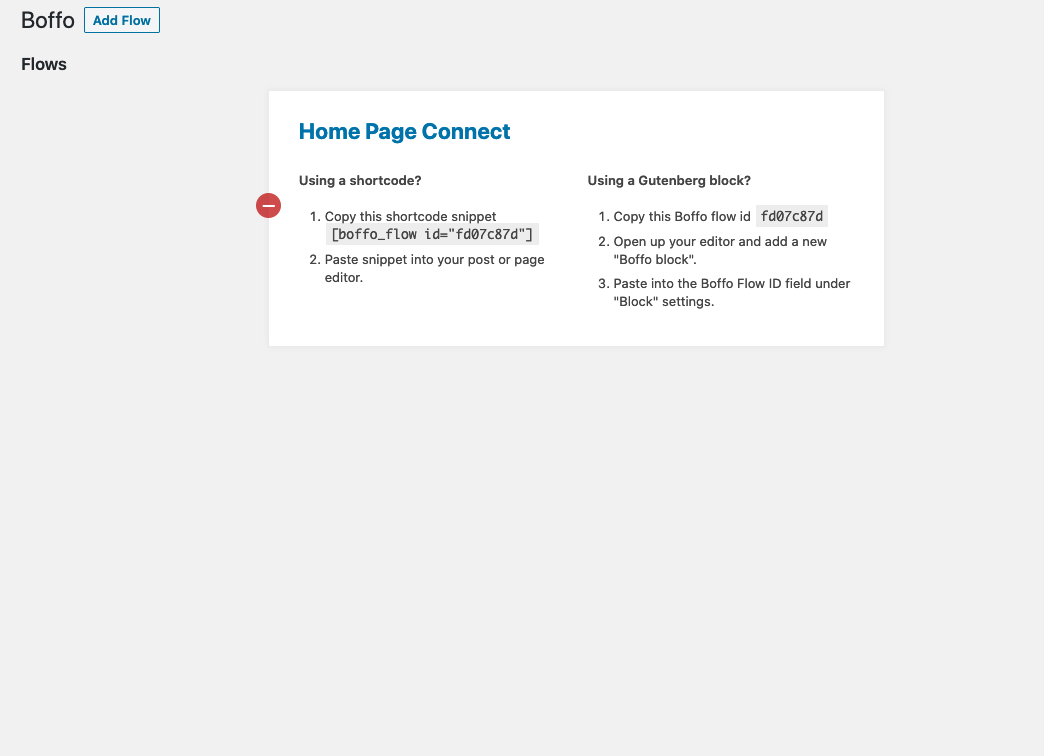 Boffo Add Flow
Flows
Home Page Connect
Using a shortcode?
1. Copy this shortcode snippet
[boffo_flow id="fd07c87d"]
2. Paste snippet into your post or page
editor.
Using a Gutenberg block?
1. Copy this Boffo flow id fd07c87d
2. Open up your editor and add a new
"Boffo block".
3. Paste into the Boffo Flow ID field under
"Block" settings.